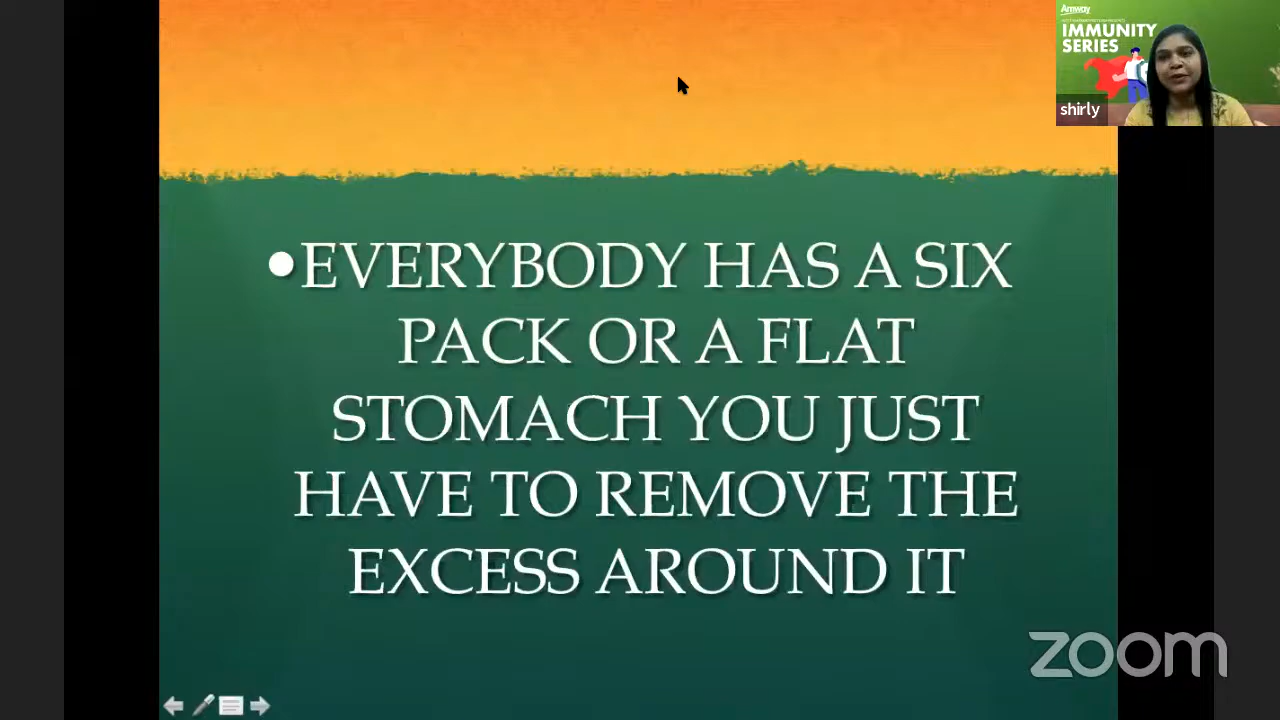 Amway
IMMUNITY
SERIES
shirly
•EVERYBODY HAS A SIX
PACK OR A FLAT
STOMACH YOU JUST
HAVE TO REMOVE THE
EXCESS AROUND IT
zoom